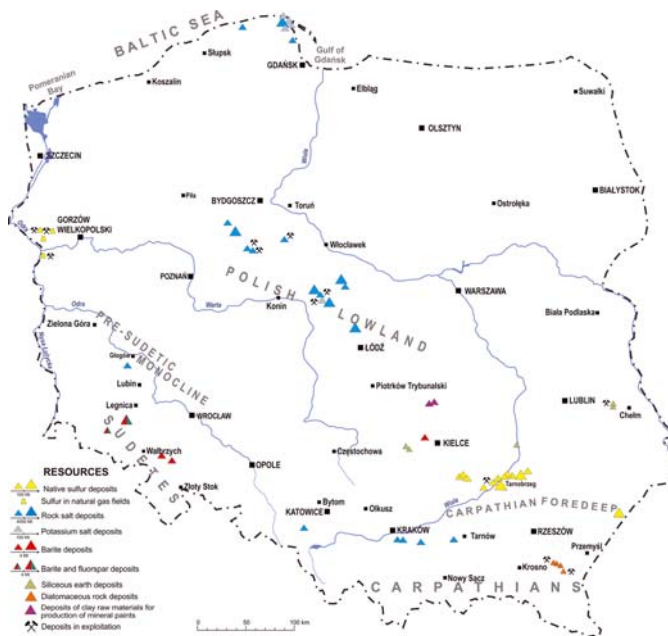 BALTIC SEA
Gulf of
Gdańsk
Pomeranian
Bay
Słupsk
GDAŃSK
Koszalin
Elbląg
Suwałki
OLSZTYN
SZCZECIN
Wisła
Piła
BYDGOSZCZ
Toruń
Ostrołęka
BIAŁYSTOK
Odra
GORZÓW
WIELKOPOLSKI
Włocławek
POZNAŃ
POLISH LOWLAND
WARSZAWA
Odra
Warta
Konin
Biała Podlaska
Zielona Góra
PRE-SUDETIC
MONOCLINE
ŁÓDŹ
Głogów
Lubin
Piotrków Trybunalski
Legnica
LUBLIN
Chełm
WROCŁAW
SUDETES
Wałbrzych
Częstochowa
KIELCE
OPOLE
Złoty Stok
Tarnobrzeg
Bytom
Olkusz
KATOWICE
Wisła
CARPATHIAN FOREDEEP
KRAKÓW
Tarnów
RZESZÓW
Przemyśl
Krosno
Nowy Sącz
CARPATHIANS
RESOURCES
Native sulfur deposits
Sulfur in natural gas fields
Rock salt deposits
Potassium salt deposits
Barite deposits
Barite and fluorspar deposits
Siliceous earth deposits
Diatomaceous rock deposits
Deposits of clay raw materials for
production of mineral paints
Deposits in exploitation
0 50 100 km